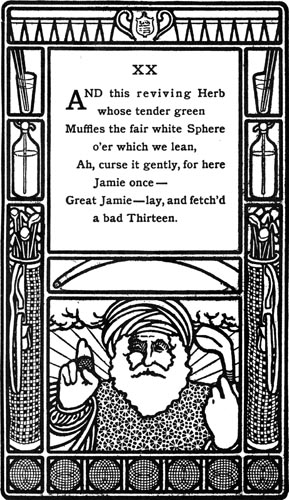 XX
AND this reviving Herb
whose tender green
Muffles the fair white Sphere
o'er which we lean,
Ah, curse it gently, for here
Jamie once—
Great Jamie—lay, and fetch'd
a bad Thirteen.